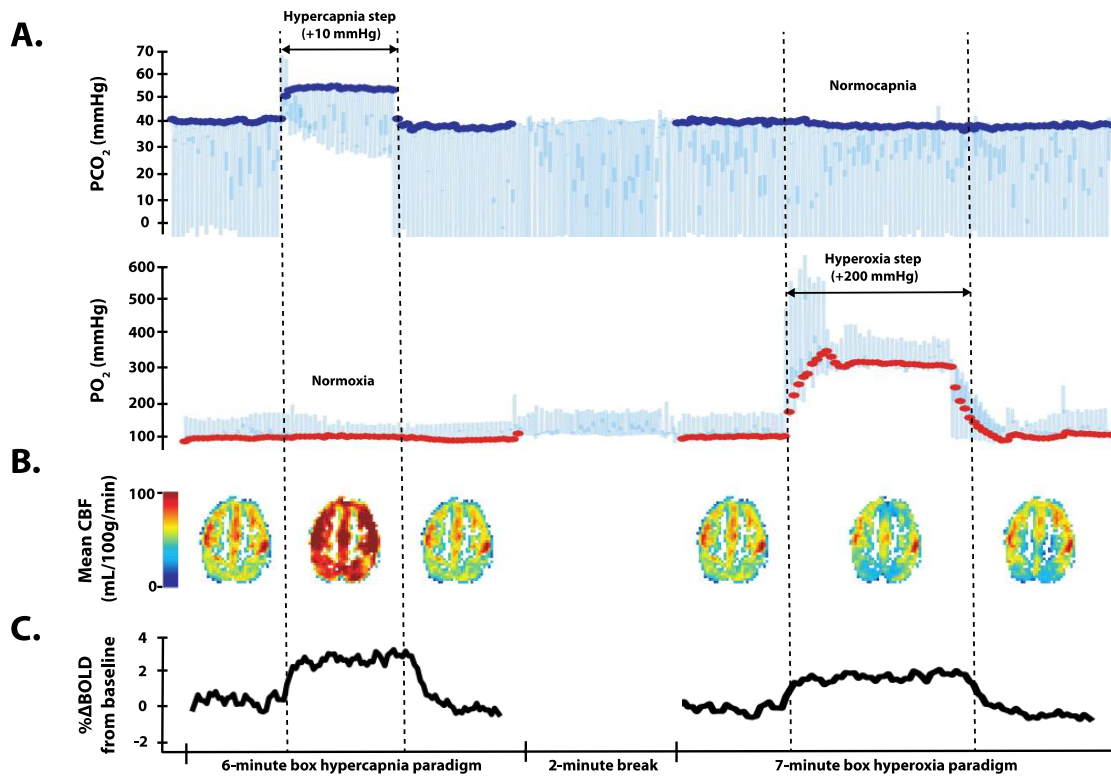 A.
Hypercapnia step
(+10 mmHg)
PCO2 (mmHg)
70
60
50
40
30
20
10
0
Normocapnia
PO2 (mmHg)
600
500
400
300
200
100
Normoxia
Hyperoxia step
(+200 mmHg)
B.
Mean CBF
(mL/100g/min)
100
0
C.
%ΔBOLD
from baseline
4
2
0
-2
6-minute box hypercapnia paradigm
2-minute break
7-minute box hyperoxia paradigm